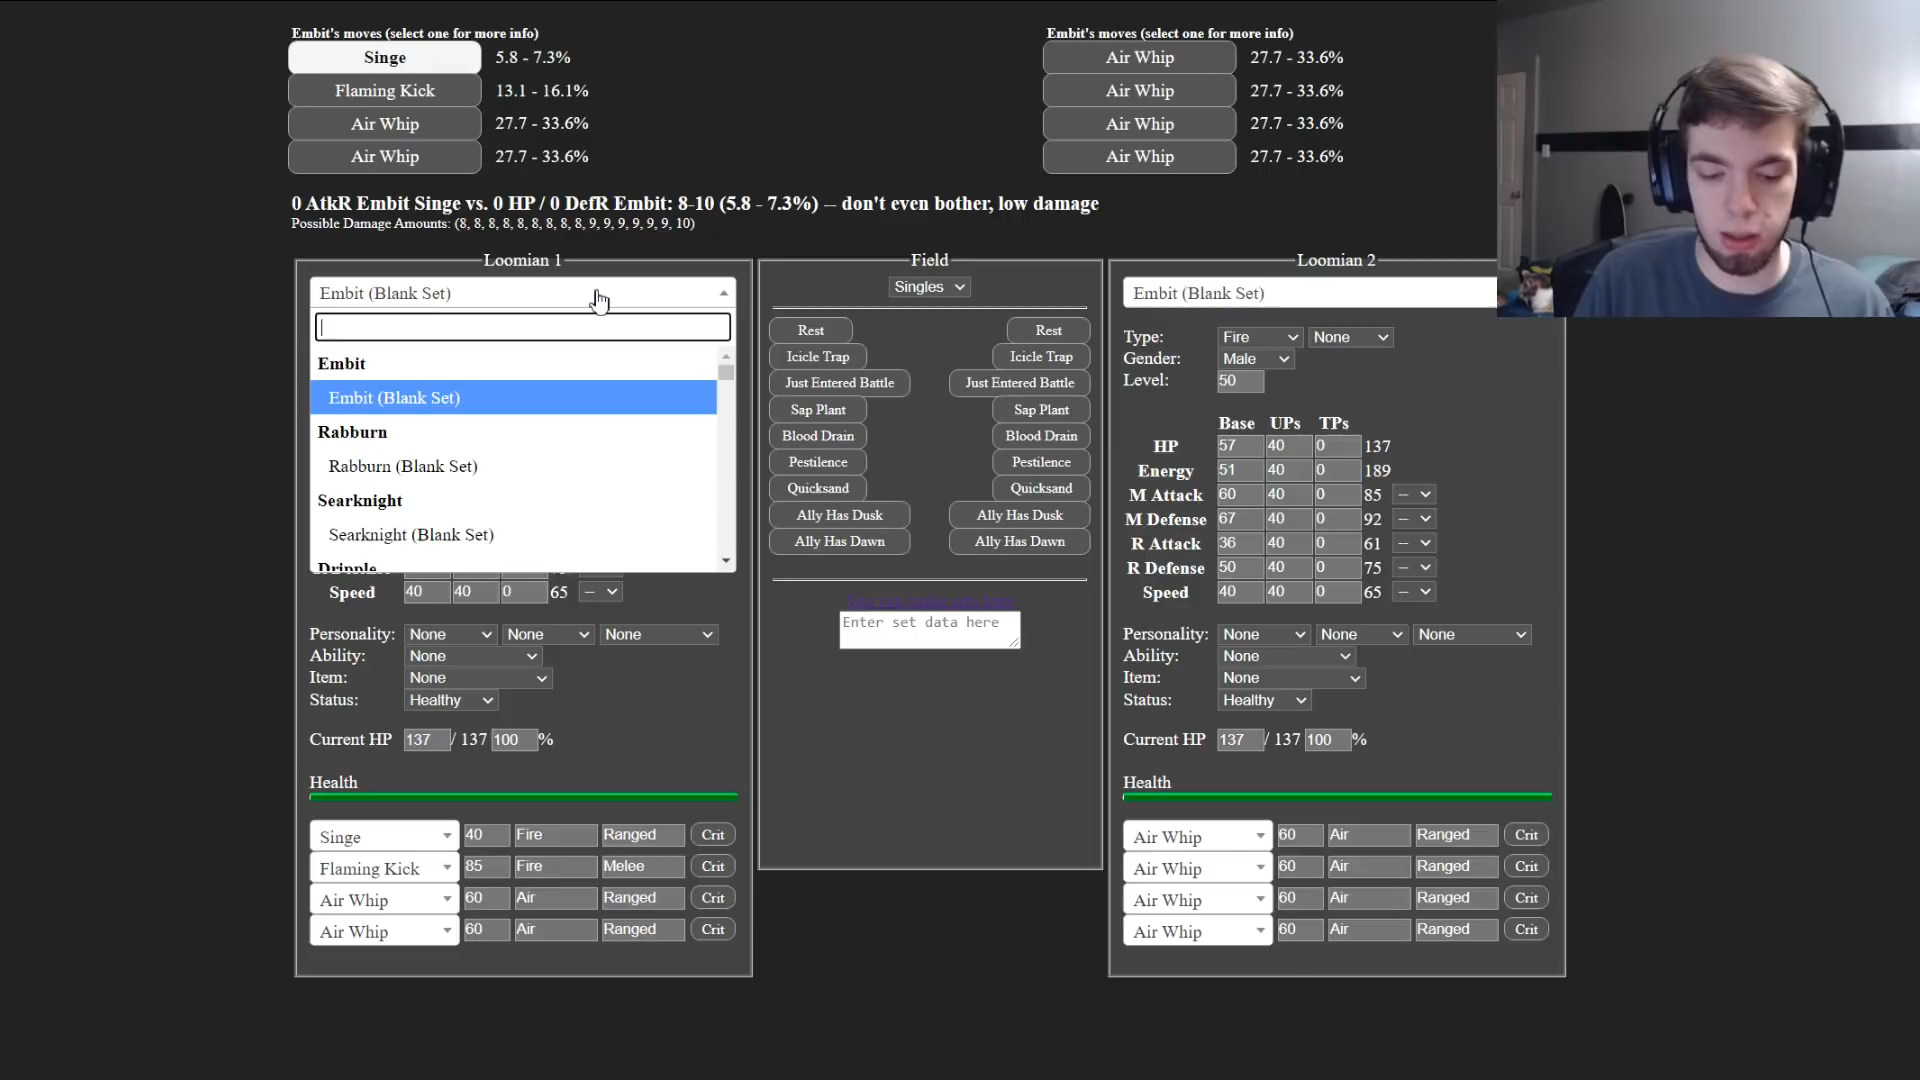 Embit's moves (select one for more info)
Singe 5.8 - 7.3%
Flaming Kick 13.1 - 16.1%
Air Whip 27.7 - 33.6%
Air Whip 27.7 - 33.6%
Embit's moves (select one for more info)
Air Whip 27.7 - 33.6%
Air Whip 27.7 - 33.6%
Air Whip 27.7 - 33.6%
Air Whip 27.7 - 33.6%
0 AtkR Embit Singe vs. 0 HP / 0 DefR Embit: 8-10 (5.8 - 7.3%) -- don't even bother, low damage
Possible Damage Amounts: (8, 8, 8, 8, 8, 8, 8, 8, 8, 9, 9, 9, 9, 9, 9, 10)
Loomian 1
Embit (Blank Set)
Embit
Embit (Blank Set)
Rabburn
Rabburn (Blank Set)
Searknight
Searknight (Blank Set)
Dripple
Speed 40 40 0 65 --
Personality: None None None
Ability: None
Item: None
Status: Healthy
Current HP 137 / 137 100 %
Health
Singe 40 Fire Ranged Crit
Flaming Kick 85 Fire Melee Crit
Air Whip 60 Air Ranged Crit
Air Whip 60 Air Ranged Crit
Field
Singles
Rest Rest
Icicle Trap Icicle Trap
Just Entered Battle Just Entered Battle
Sap Plant Sap Plant
Blood Drain Blood Drain
Pestilence Pestilence
Quicksand Quicksand
Ally Has Dusk Ally Has Dusk
Ally Has Dawn Ally Has Dawn
Enter set data here
Loomian 2
Embit (Blank Set)
Type: Fire None
Gender: Male
Level: 50
Base UPs TPs
HP 57 40 0 137
Energy 51 40 0 189
M Attack 60 40 0 85 --
M Defense 67 40 0 92 --
R Attack 36 40 0 61 --
R Defense 50 40 0 75 --
Speed 40 40 0 65 --
Personality: None None None
Ability: None
Item: None
Status: Healthy
Current HP 137 / 137 100 %
Health
Air Whip 60 Air Ranged Crit
Air Whip 60 Air Ranged Crit
Air Whip 60 Air Ranged Crit
Air Whip 60 Air Ranged Crit